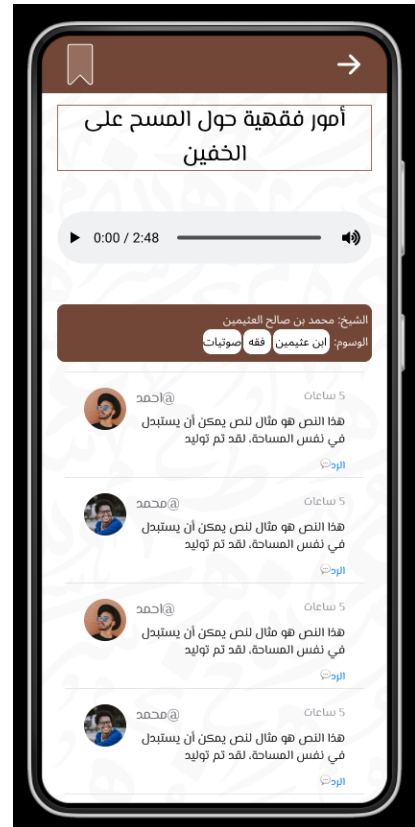 أمور فقهية حول المسح على
الخفين
0:00 / 2:48
الشيخ: محمد بن صالح العثيمين
الوسوم: ابن عثيمين فقه صوتيات
@احمد 5 ساعات
هذا النص هو مثال لنص يمكن أن يستبدل
في نفس المساحة، لقد تم توليد
الرد
@محمد 5 ساعات
هذا النص هو مثال لنص يمكن أن يستبدل
في نفس المساحة، لقد تم توليد
الرد
@احمد 5 ساعات
هذا النص هو مثال لنص يمكن أن يستبدل
في نفس المساحة، لقد تم توليد
الرد
@محمد 5 ساعات
هذا النص هو مثال لنص يمكن أن يستبدل
في نفس المساحة، لقد تم توليد
الرد